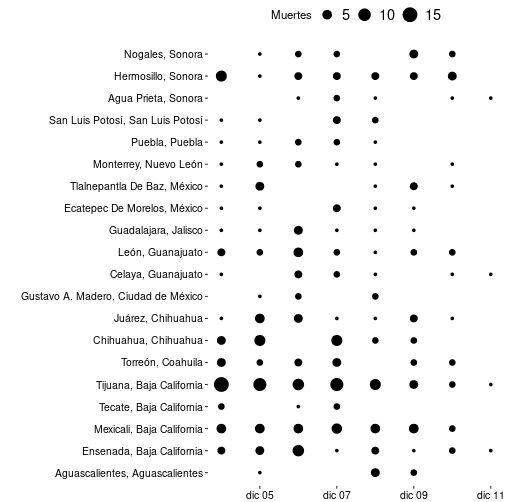 Muertes 5 10 15
Nogales, Sonora
Hermosillo, Sonora
Agua Prieta, Sonora
San Luis Potosí, San Luis Potosí
Puebla, Puebla
Monterrey, Nuevo León
Tlalnepantla De Baz, México
Ecatepec De Morelos, México
Guadalajara, Jalisco
León, Guanajuato
Celaya, Guanajuato
Gustavo A. Madero, Ciudad de México
Juárez, Chihuahua
Chihuahua, Chihuahua
Torreón, Coahuila
Tijuana, Baja California
Tecate, Baja California
Mexicali, Baja California
Ensenada, Baja California
Aguascalientes, Aguascalientes
dic 05 dic 07 dic 09 dic 11